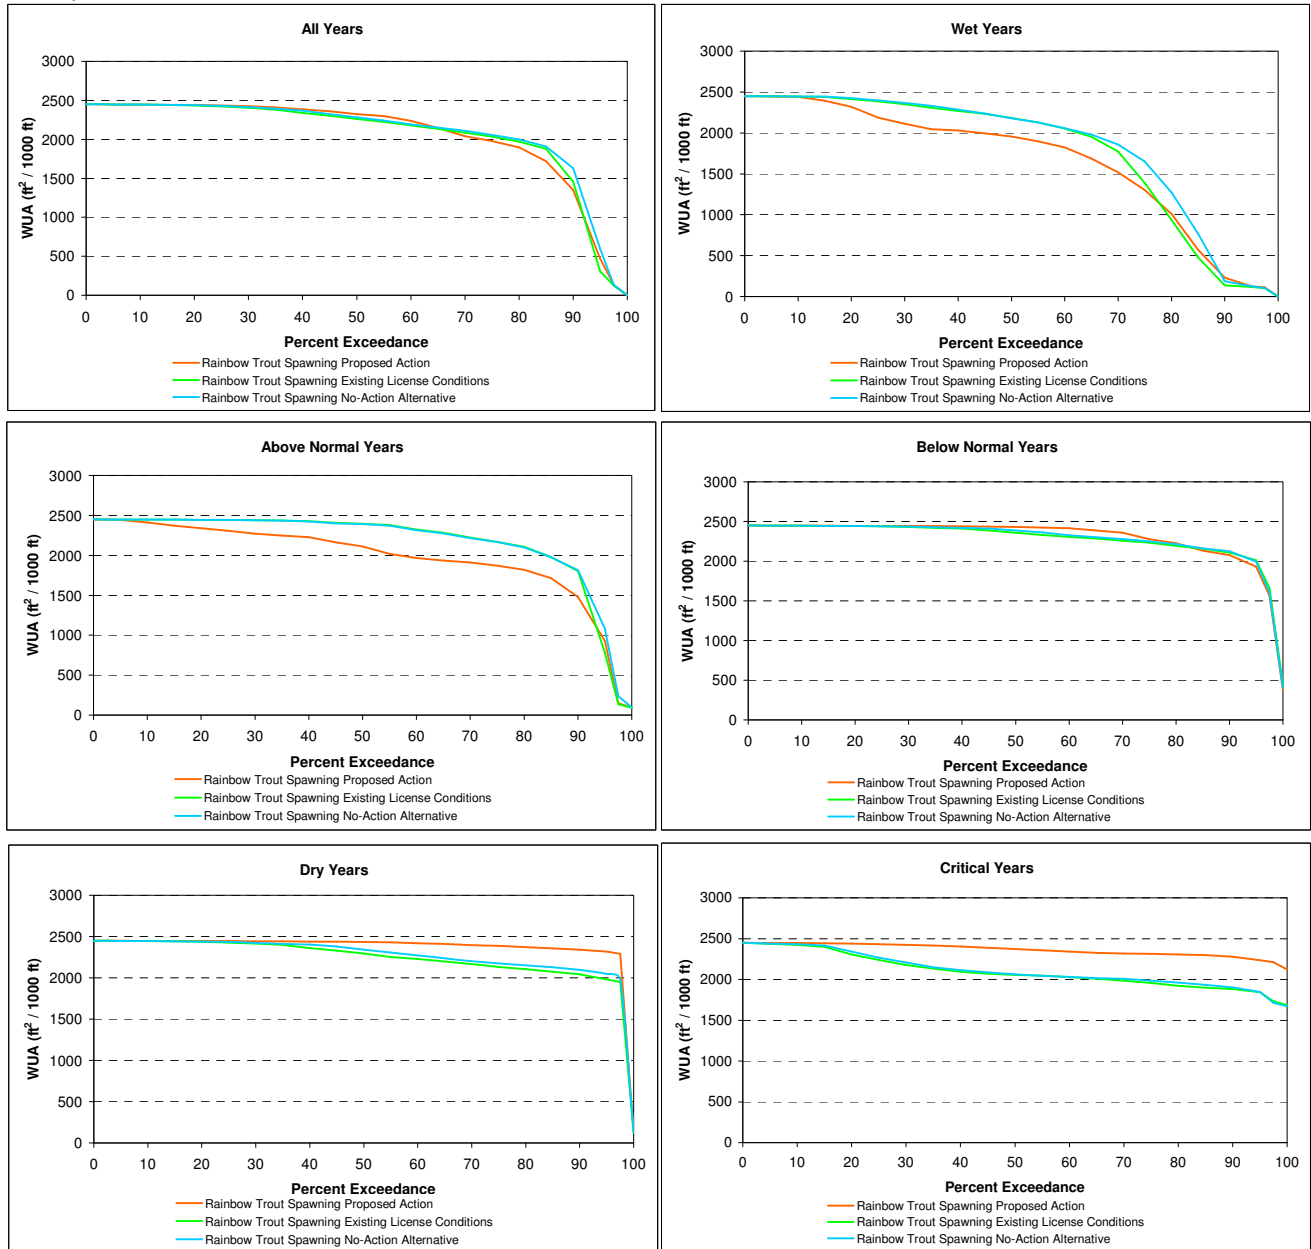 All Years
3000
2500
2000
1500
1000
500
0
WUA (ft² / 1000 ft)
0 10 20 30 40 50 60 70 80 90 100
Percent Exceedance
Rainbow Trout Spawning Proposed Action
Rainbow Trout Spawning Existing License Conditions
Rainbow Trout Spawning No-Action Alternative
Wet Years
3000
2500
2000
1500
1000
500
0
WUA (ft² / 1000 ft)
0 10 20 30 40 50 60 70 80 90 100
Percent Exceedance
Rainbow Trout Spawning Proposed Action
Rainbow Trout Spawning Existing License Conditions
Rainbow Trout Spawning No-Action Alternative
Above Normal Years
3000
2500
2000
1500
1000
500
0
WUA (ft² / 1000 ft)
0 10 20 30 40 50 60 70 80 90 100
Percent Exceedance
Rainbow Trout Spawning Proposed Action
Rainbow Trout Spawning Existing License Conditions
Rainbow Trout Spawning No-Action Alternative
Below Normal Years
3000
2500
2000
1500
1000
500
0
WUA (ft² / 1000 ft)
0 10 20 30 40 50 60 70 80 90 100
Percent Exceedance
Rainbow Trout Spawning Proposed Action
Rainbow Trout Spawning Existing License Conditions
Rainbow Trout Spawning No-Action Alternative
Dry Years
3000
2500
2000
1500
1000
500
0
WUA (ft² / 1000 ft)
0 10 20 30 40 50 60 70 80 90 100
Percent Exceedance
Rainbow Trout Spawning Proposed Action
Rainbow Trout Spawning Existing License Conditions
Rainbow Trout Spawning No-Action Alternative
Critical Years
3000
2500
2000
1500
1000
500
0
WUA (ft² / 1000 ft)
0 10 20 30 40 50 60 70 80 90 100
Percent Exceedance
Rainbow Trout Spawning Proposed Action
Rainbow Trout Spawning Existing License Conditions
Rainbow Trout Spawning No-Action Alternative